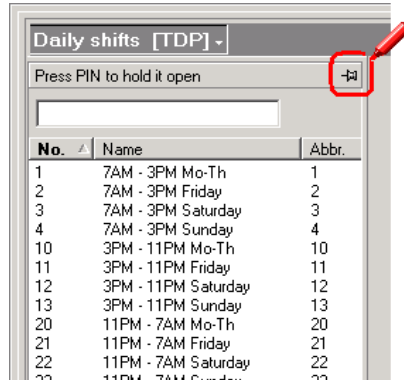 Daily shifts [TDP]
Press PIN to hold it open
No. Name Abbr.
1 7AM - 3PM Mo-Th 1
2 7AM - 3PM Friday 2
3 7AM - 3PM Saturday 3
4 7AM - 3PM Sunday 4
10 3PM - 11PM Mo-Th 10
11 3PM - 11PM Friday 11
12 3PM - 11PM Saturday 12
13 3PM - 11PM Sunday 13
20 11PM - 7AM Mo-Th 20
21 11PM - 7AM Friday 21
22 11PM - 7AM Saturday 22
11PM - 7AM Sunday